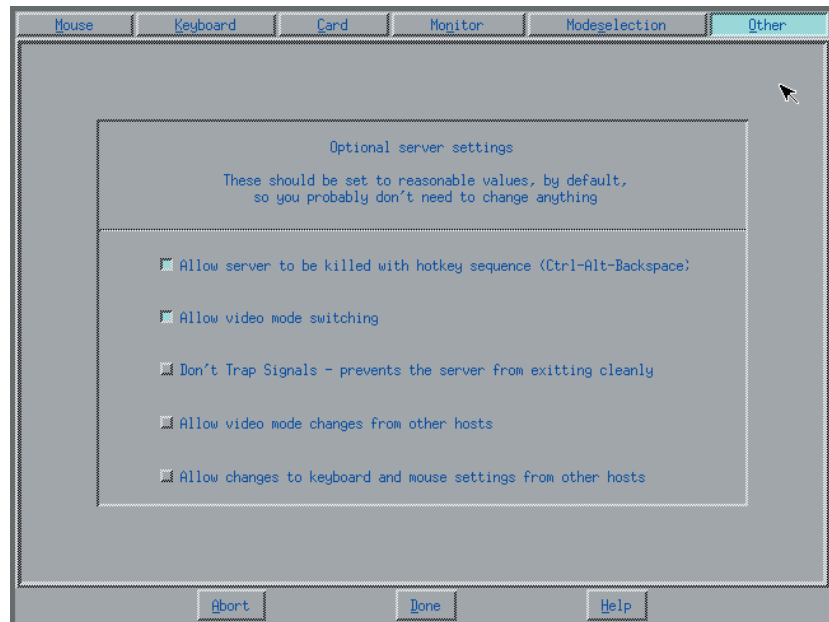 Mouse
Keyboard
Card
Monitor
Modeselection
Other
Optional server settings
These should be set to reasonable values, by default,
so you probably don't need to change anything
Allow server to be killed with hotkey sequence (Ctrl-Alt-Backspace)
Allow video mode switching
Don't Trap Signals - prevents the server from exitting cleanly
Allow video mode changes from other hosts
Allow changes to keyboard and mouse settings from other hosts
Abort
Done
Help